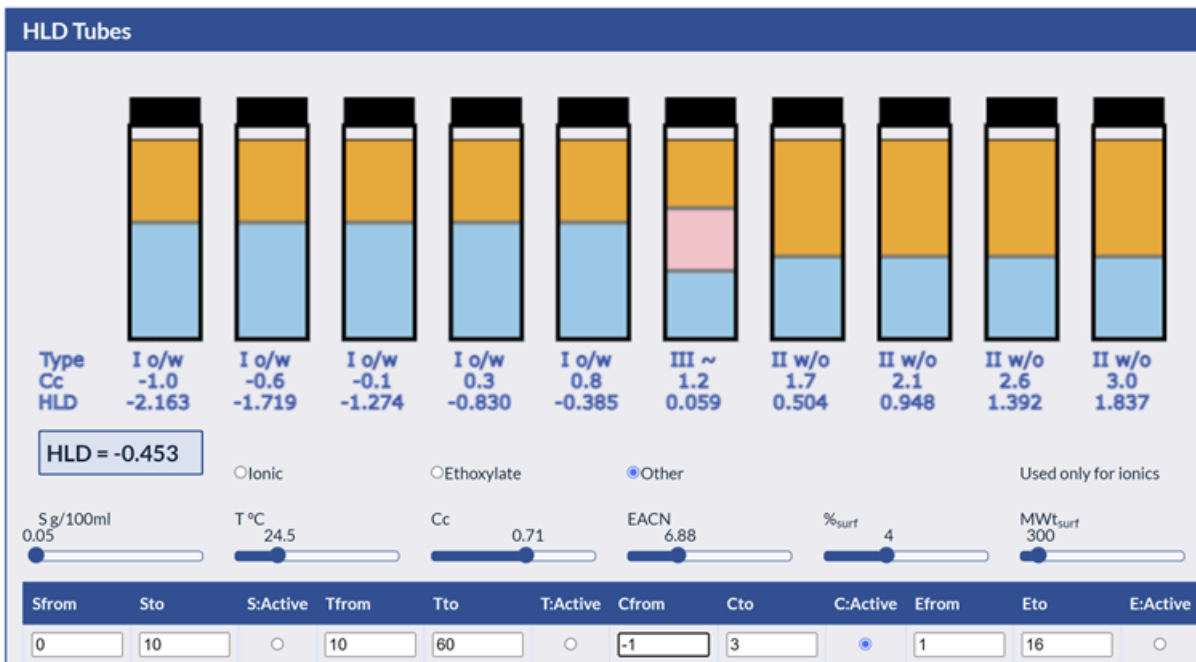 HLD Tubes
Type I o/w I o/w I o/w I o/w I o/w III ~ II w/o II w/o II w/o II w/o
Cc -1.0 -0.6 -0.1 0.3 0.8 1.2 1.7 2.1 2.6 3.0
HLD -2.163 -1.719 -1.274 -0.830 -0.385 0.059 0.504 0.948 1.392 1.837
HLD = -0.453
Ionic Ethoxylate Other Used only for ionics
S g/100ml T ºC Cc EACN %surf MWtsurf
0.05 24.5 0.71 6.88 4 300
Sfrom Sto S:Active Tfrom Tto T:Active Cfrom Cto C:Active Efrom Eto E:Active
0 10 10 60 -1 3 1 16